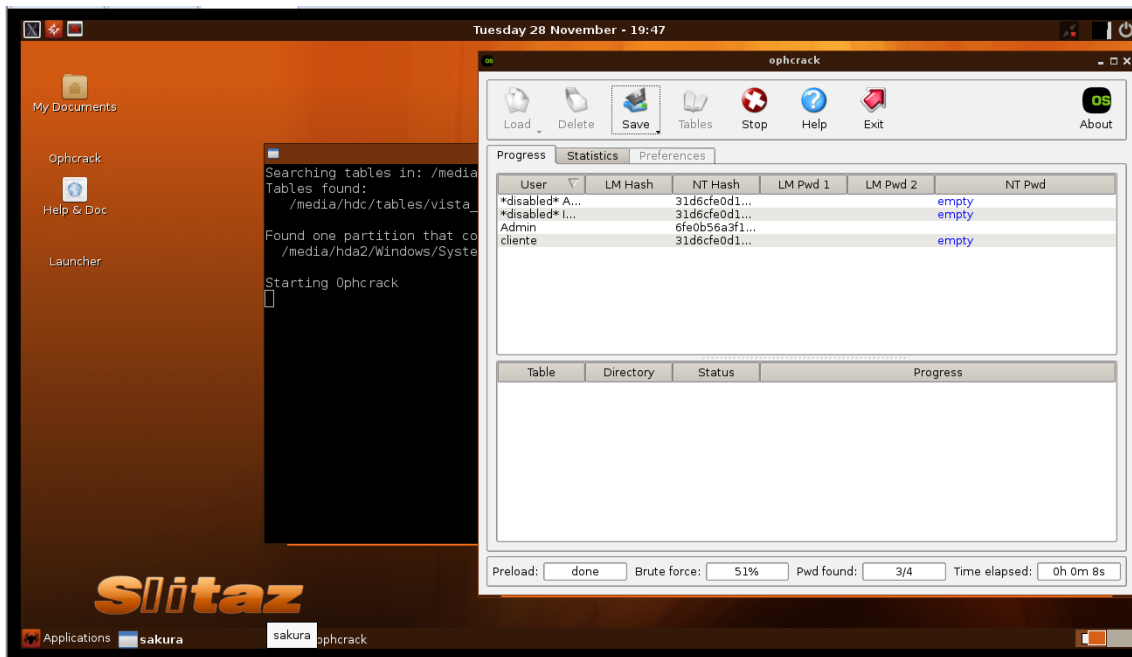 Tuesday 28 November - 19:47
My Documents
Ophcrack
Help & Doc
Launcher
Searching tables in: /media
Tables found:
/media/hdc/tables/vista_
Found one partition that co
/media/hda2/Windows/Syste
Starting Ophcrack
os ophcrack
Load Delete Save Tables Stop Help Exit OS About
Progress Statistics Preferences
User LM Hash NT Hash LM Pwd 1 LM Pwd 2 NT Pwd
*disabled* A... 31d6cfe0d1... empty
*disabled* I... 31d6cfe0d1... empty
Admin 6fe0b56a3f1...
cliente 31d6cfe0d1... empty
Table Directory Status Progress
Preload: done Brute force: 51% Pwd found: 3/4 Time elapsed: 0h 0m 8s
Slitaz
Applications sakura sakura ophcrack